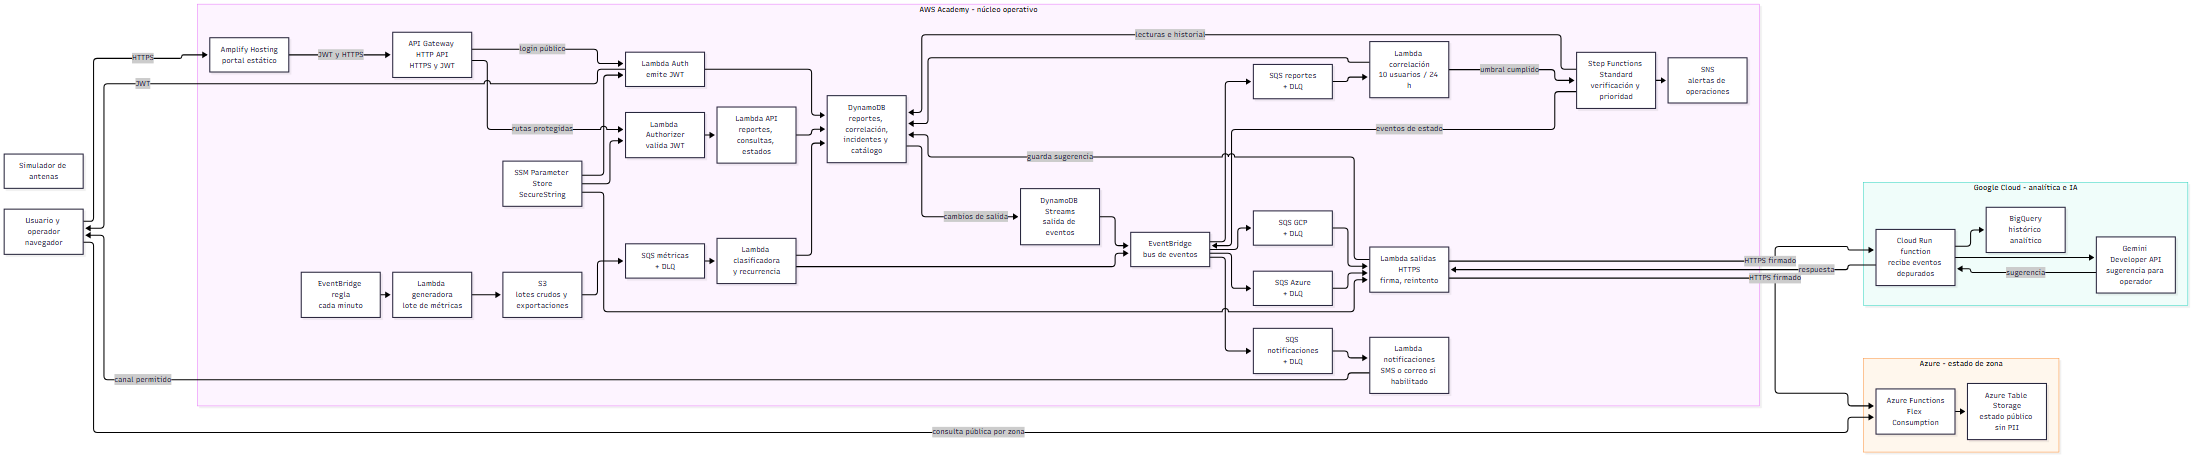 AWS Academy - núcleo operativo
Simulador de
antenas
Usuario y
operador
navegador
HTTPS
JWT
canal permitido
Amplify Hosting
portal estático
JWT y HTTPS
API Gateway
HTTP API
HTTPS y JWT
login público
rutas protegidas
Lambda Auth
emite JWT
Lambda
Authorizer
valida JWT
SSM Parameter
Store
SecureString
Lambda API
reportes,
consultas,
estados
EventBridge
regla
cada minuto
Lambda
generadora
lote de métricas
S3
lotes crudos y
exportaciones
SQS métricas
+ DLQ
Lambda
clasificadora
y recurrencia
DynamoDB
reportes,
correlación,
incidentes y
catálogo
lecturas e historial
guarda sugerencia
cambios de salida
DynamoDB
Streams
salida de
eventos
EventBridge
bus de eventos
SQS reportes
+ DLQ
Lambda
correlación
10 usuarios / 24
h
umbral cumplido
eventos de estado
Step Functions
Standard
verificación y
prioridad
SNS
alertas de
operaciones
SQS GCP
+ DLQ
SQS Azure
+ DLQ
SQS
notificaciones
+ DLQ
Lambda salidas
HTTPS
firma, reintento
Lambda
notificaciones
SMS o correo si
habilitado
HTTPS firmado
respuesta
HTTPS firmado
consulta pública por zona
Google Cloud - analítica e IA
Cloud Run
function
recibe eventos
depurados
BigQuery
histórico
analítico
sugerencia
Gemini
Developer API
sugerencia para
operador
Azure - estado de zona
Azure Functions
Flex
Consumption
Azure Table
Storage
estado público
sin PII